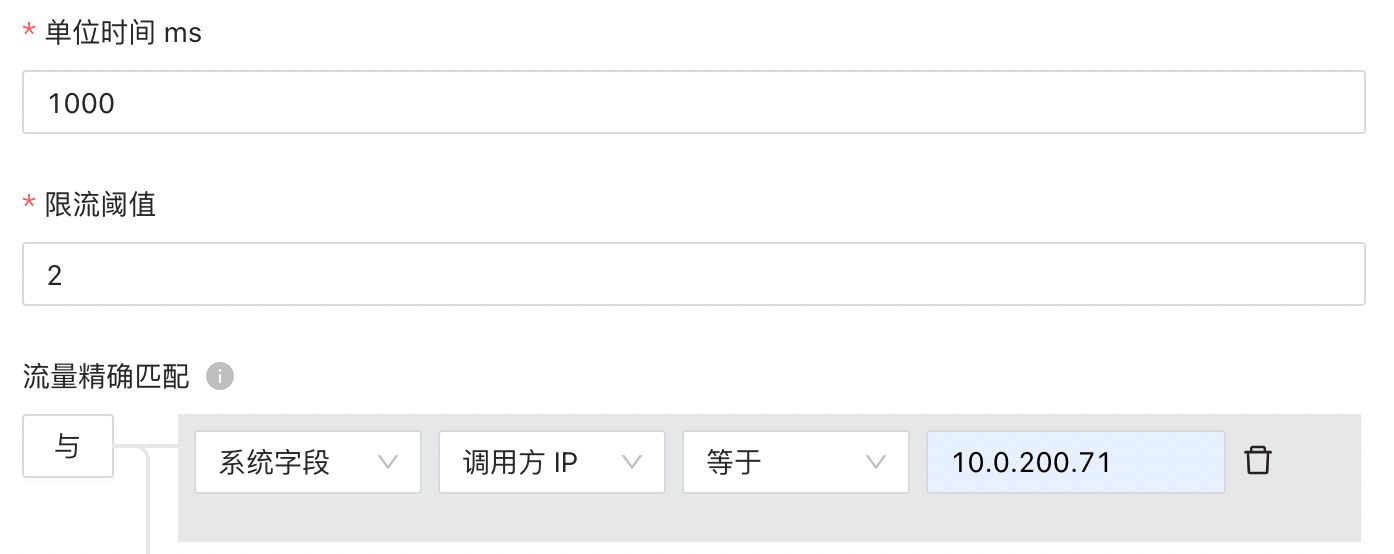 * 单位时间 ms
1000
* 限流阈值
2
流量精确匹配
与
系统字段 调用方 IP 等于 10.0.200.71